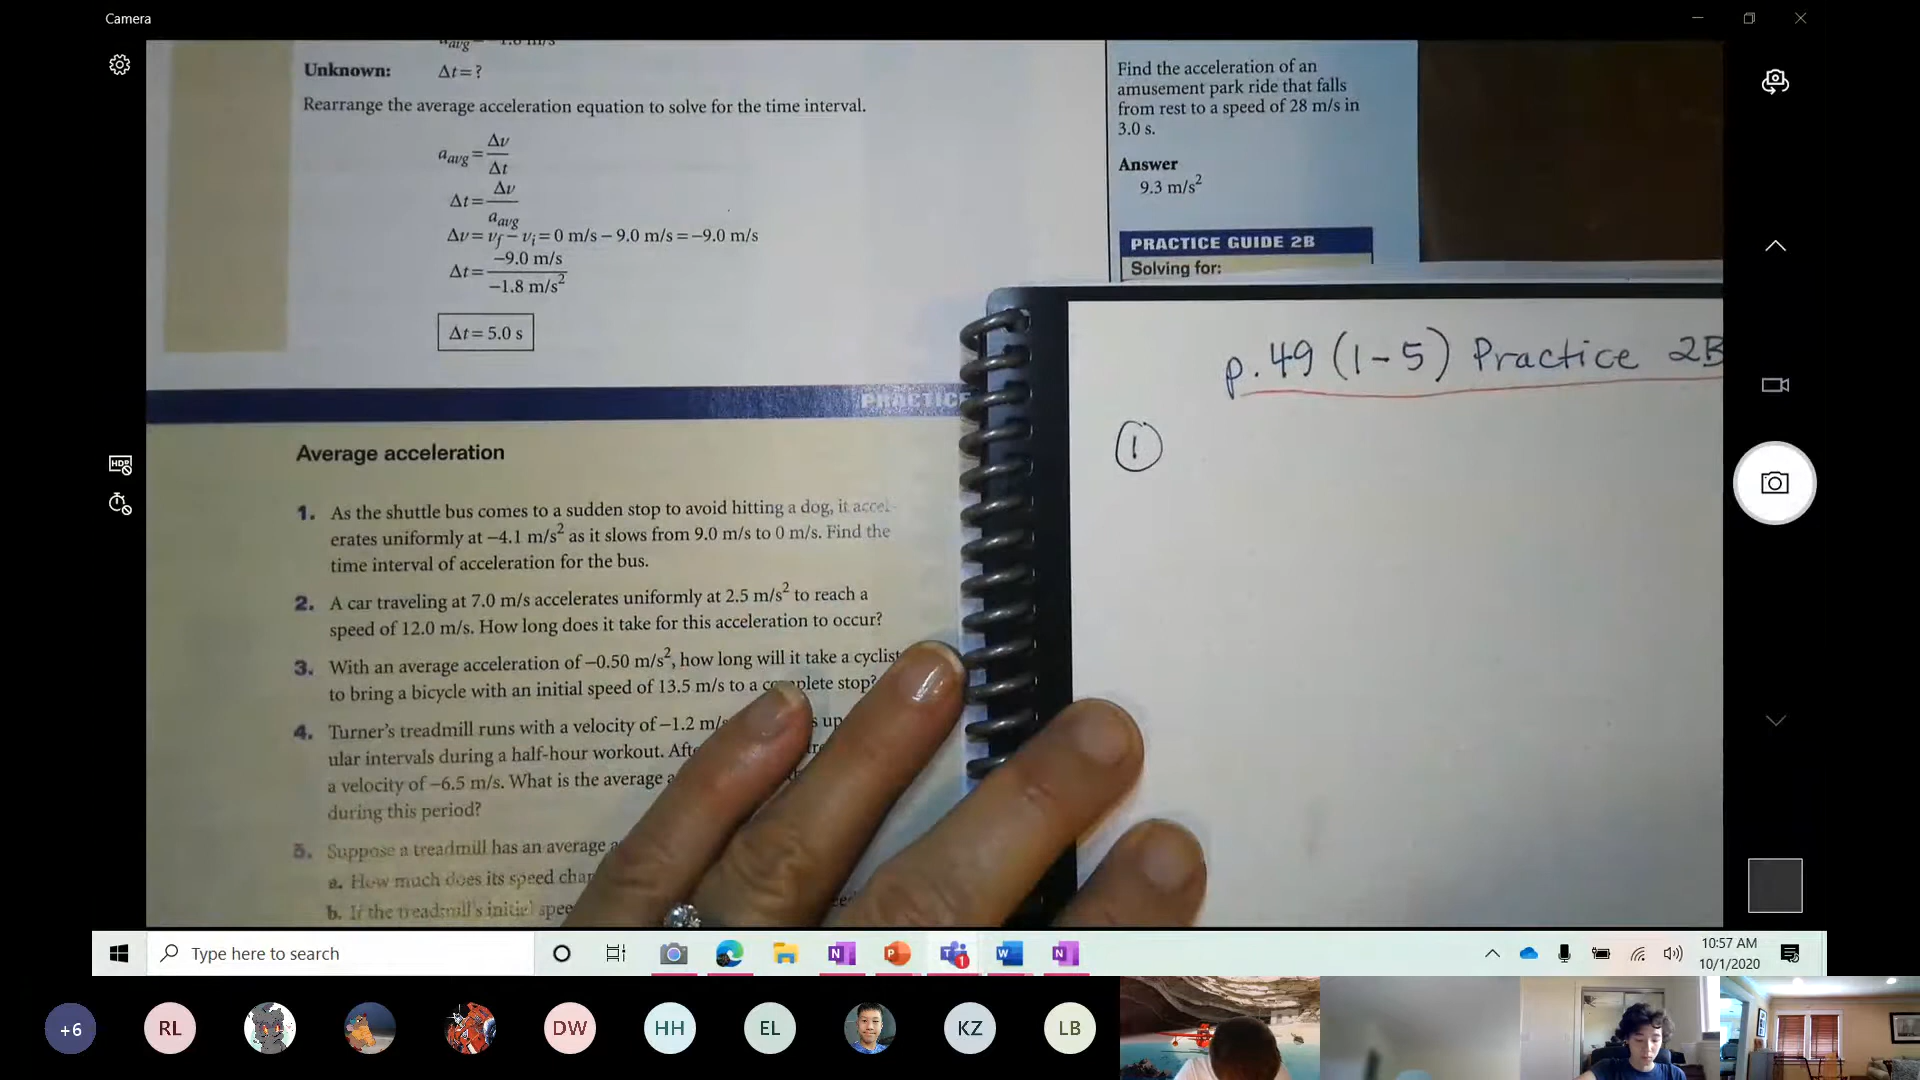 Camera
Unknown: Δt = ?
Rearrange the average acceleration equation to solve for the time interval.
a_avg = Δv / Δt
Δt = Δv / a_avg
Δv = v_f − v_i = 0 m/s − 9.0 m/s = −9.0 m/s
Δt = −9.0 m/s / −1.8 m/s²
Δt = 5.0 s
PRACTICE
Average acceleration
1. As the shuttle bus comes to a sudden stop to avoid hitting a dog, it accel-
erates uniformly at −4.1 m/s² as it slows from 9.0 m/s to 0 m/s. Find the
time interval of acceleration for the bus.
2. A car traveling at 7.0 m/s accelerates uniformly at 2.5 m/s² to reach a
speed of 12.0 m/s. How long does it take for this acceleration to occur?
3. With an average acceleration of −0.50 m/s², how long will it take a cyclist
to bring a bicycle with an initial speed of 13.5 m/s to a complete stop?
4. Turner's treadmill runs with a velocity of −1.2 m/s up
ular intervals during a half-hour workout.
a velocity of −6.5 m/s. What is the average
during this period?
5. Suppose a treadmill has an average
a. How much does its speed
b. If the treadmill's initial
Find the acceleration of an
amusement park ride that falls
from rest to a speed of 28 m/s in
3.0 s.
Answer
9.3 m/s²
PRACTICE GUIDE 2B
Solving for:
p. 49 (1-5) Practice 2B
1
HDR
Type here to search
10:57 AM
10/1/2020
+6
RL
DW
HH
EL
KZ
LB